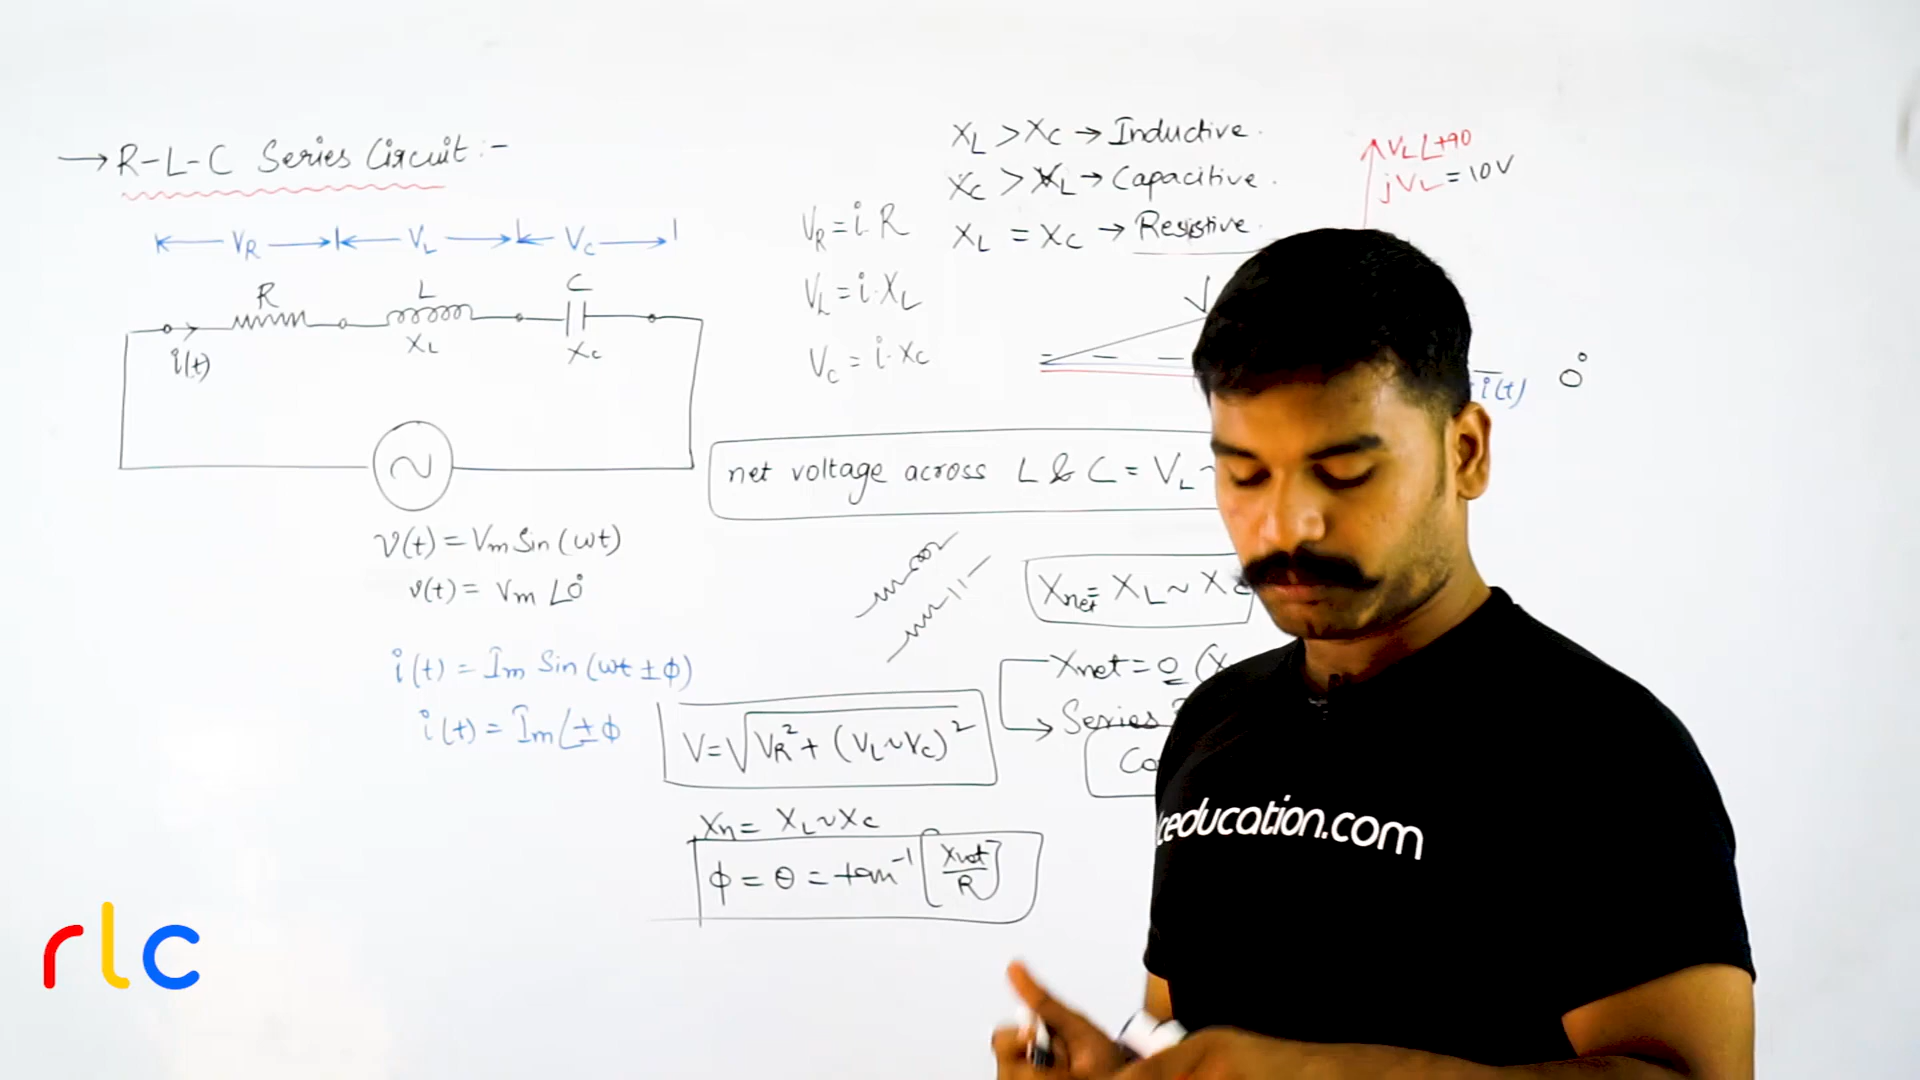 → R-L-C Series Circuit :-
VR VL VC
R L C
i(t) XL Xc
v(t) = Vm Sin (ωt)
v(t) = Vm ∠0°
i(t) = Im Sin (ωt ± φ)
i(t) = Im ∠± φ
VR = i. R
VL = i. XL
VC = i. Xc
XL > Xc → Inductive.
Xc > XL → Capacitive.
XL = Xc → Resistive.
VL ∠+90
jVL = 10V
V
i(t) 0°
net voltage across L & C = VL ~
Xnet = XL ~ Xc
Xnet = 0 (X
Series
Co
V = √VR² + (VL ~ Vc)²
Xn = XL ~ Xc
φ = θ = tan⁻¹ [Xnet/R]
education.com
rlc